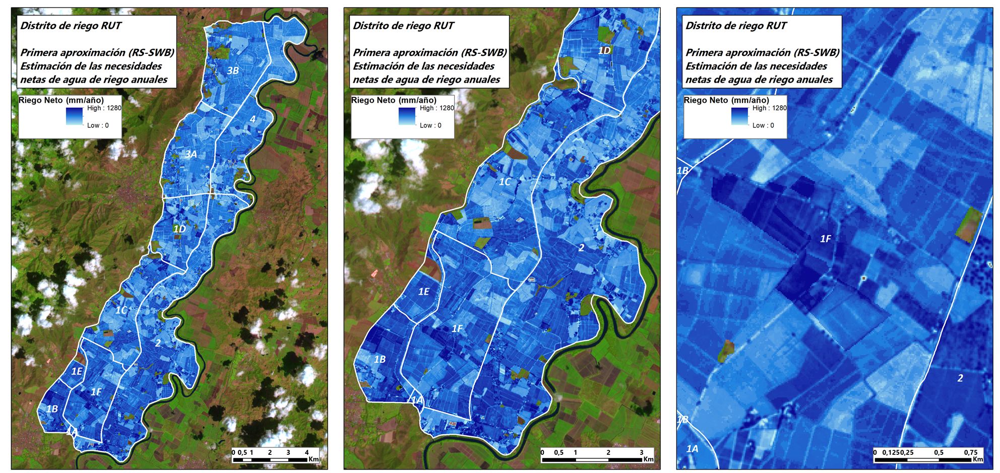 Distrito de riego RUT
Primera aproximación (RS-SWB)
Estimación de las necesidades
netas de agua de riego anuales
Riego Neto (mm/año)
High : 1280
Low : 0
3B
4
3A
1D
1C
2
1E
1F
1B
1A
0 0,5 1 2 3 4
Km
Distrito de riego RUT
Primera aproximación (RS-SWB)
Estimación de las necesidades
netas de agua de riego anuales
Riego Neto (mm/año)
High : 1280
Low : 0
1D
1C
2
1E
1F
1B
1A
0 0,5 1 2 3
Km
Distrito de riego RUT
Primera aproximación (RS-SWB)
Estimación de las necesidades
netas de agua de riego anuales
Riego Neto (mm/año)
High : 1280
Low : 0
1B
1F
2
1B
1A
0 0,125 0,25 0,5 0,75
Km